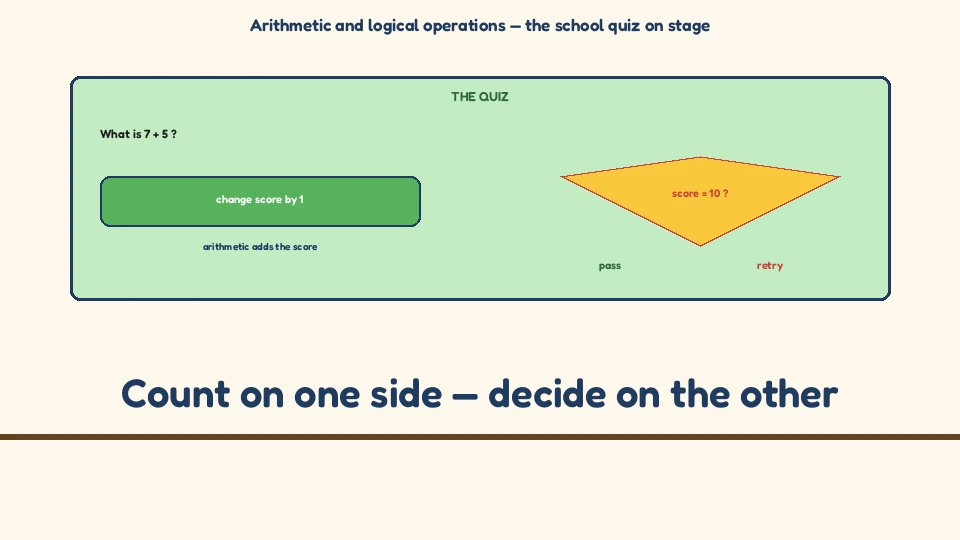 Arithmetic and logical operations — the school quiz on stage
THE QUIZ
What is 7 + 5 ?
change score by 1
arithmetic adds the score
score = 10 ?
pass
retry
Count on one side — decide on the other